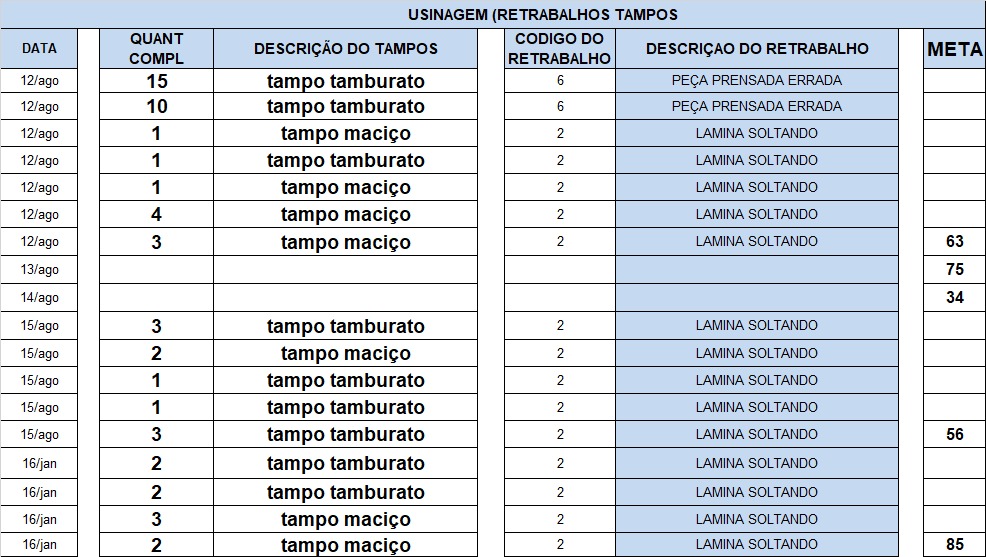 USINAGEM (RETRABALHOS TAMPOS
DATA QUANT COMPL DESCRIÇÃO DO TAMPOS CODIGO DO RETRABALHO DESCRIÇAO DO RETRABALHO META
12/ago 15 tampo tamburato 6 PEÇA PRENSADA ERRADA
12/ago 10 tampo tamburato 6 PEÇA PRENSADA ERRADA
12/ago 1 tampo maciço 2 LAMINA SOLTANDO
12/ago 1 tampo tamburato 2 LAMINA SOLTANDO
12/ago 1 tampo maciço 2 LAMINA SOLTANDO
12/ago 4 tampo maciço 2 LAMINA SOLTANDO
12/ago 3 tampo maciço 2 LAMINA SOLTANDO 63
13/ago 75
14/ago 34
15/ago 3 tampo tamburato 2 LAMINA SOLTANDO
15/ago 2 tampo maciço 2 LAMINA SOLTANDO
15/ago 1 tampo tamburato 2 LAMINA SOLTANDO
15/ago 1 tampo tamburato 2 LAMINA SOLTANDO
15/ago 3 tampo tamburato 2 LAMINA SOLTANDO 56
16/jan 2 tampo tamburato 2 LAMINA SOLTANDO
16/jan 2 tampo tamburato 2 LAMINA SOLTANDO
16/jan 3 tampo maciço 2 LAMINA SOLTANDO
16/jan 2 tampo maciço 2 LAMINA SOLTANDO 85